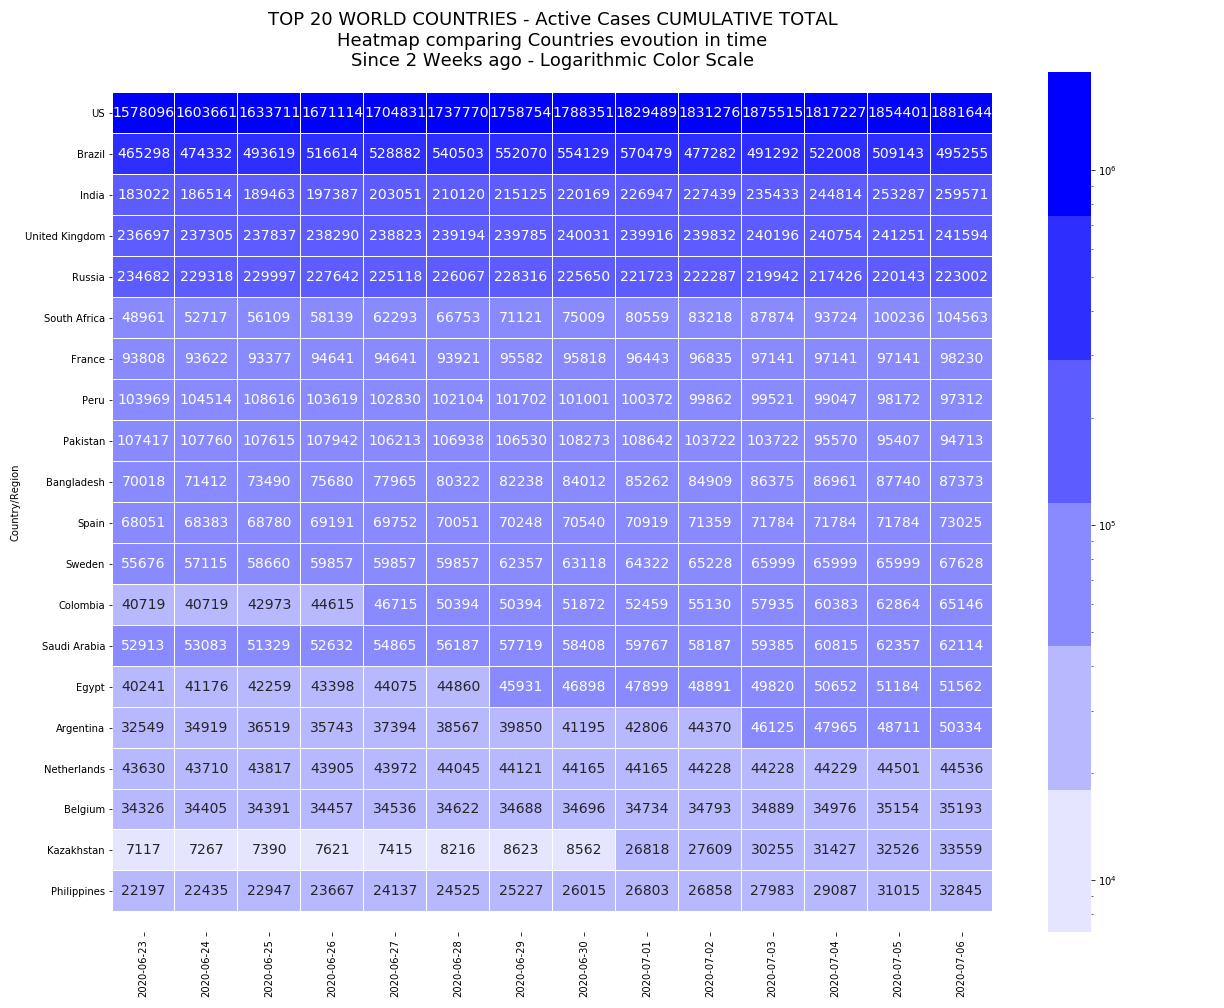 TOP 20 WORLD COUNTRIES - Active Cases CUMULATIVE TOTAL
Heatmap comparing Countries evoution in time
Since 2 Weeks ago - Logarithmic Color Scale
US 1578096 1603661 1633711 1671114 1704831 1737770 1758754 1788351 1829489 1831276 1875515 1817227 1854401 1881644
Brazil 465298 474332 493619 516614 528882 540503 552070 554129 570479 477282 491292 522008 509143 495255
India 183022 186514 189463 197387 203051 210120 215125 220169 226947 227439 235433 244814 253287 259571
United Kingdom 236697 237305 237837 238290 238823 239194 239785 240031 239916 239832 240196 240754 241251 241594
Russia 234682 229318 229997 227642 225118 226067 228316 225650 221723 222287 219942 217426 220143 223002
South Africa 48961 52717 56109 58139 62293 66753 71121 75009 80559 83218 87874 93724 100236 104563
France 93808 93622 93377 94641 94641 93921 95582 95818 96443 96835 97141 97141 97141 98230
Peru 103969 104514 108616 103619 102830 102104 101702 101001 100372 99862 99521 99047 98172 97312
Pakistan 107417 107760 107615 107942 106213 106938 106530 108273 108642 103722 103722 95570 95407 94713
Bangladesh 70018 71412 73490 75680 77965 80322 82238 84012 85262 84909 86375 86961 87740 87373
Spain 68051 68383 68780 69191 69752 70051 70248 70540 70919 71359 71784 71784 71784 73025
Sweden 55676 57115 58660 59857 59857 59857 62357 63118 64322 65228 65999 65999 65999 67628
Colombia 40719 40719 42973 44615 46715 50394 50394 51872 52459 55130 57935 60383 62864 65146
Saudi Arabia 52913 53083 51329 52632 54865 56187 57719 58408 59767 58187 59385 60815 62357 62114
Egypt 40241 41176 42259 43398 44075 44860 45931 46898 47899 48891 49820 50652 51184 51562
Argentina 32549 34919 36519 35743 37394 38567 39850 41195 42806 44370 46125 47965 48711 50334
Netherlands 43630 43710 43817 43905 43972 44045 44121 44165 44165 44228 44228 44229 44501 44536
Belgium 34326 34405 34391 34457 34536 34622 34688 34696 34734 34793 34889 34976 35154 35193
Kazakhstan 7117 7267 7390 7621 7415 8216 8623 8562 26818 27609 30255 31427 32526 33559
Philippines 22197 22435 22947 23667 24137 24525 25227 26015 26803 26858 27983 29087 31015 32845
Country/Region
2020-06-23 2020-06-24 2020-06-25 2020-06-26 2020-06-27 2020-06-28 2020-06-29 2020-06-30 2020-07-01 2020-07-02 2020-07-03 2020-07-04 2020-07-05 2020-07-06
10⁶
10⁵
10⁴